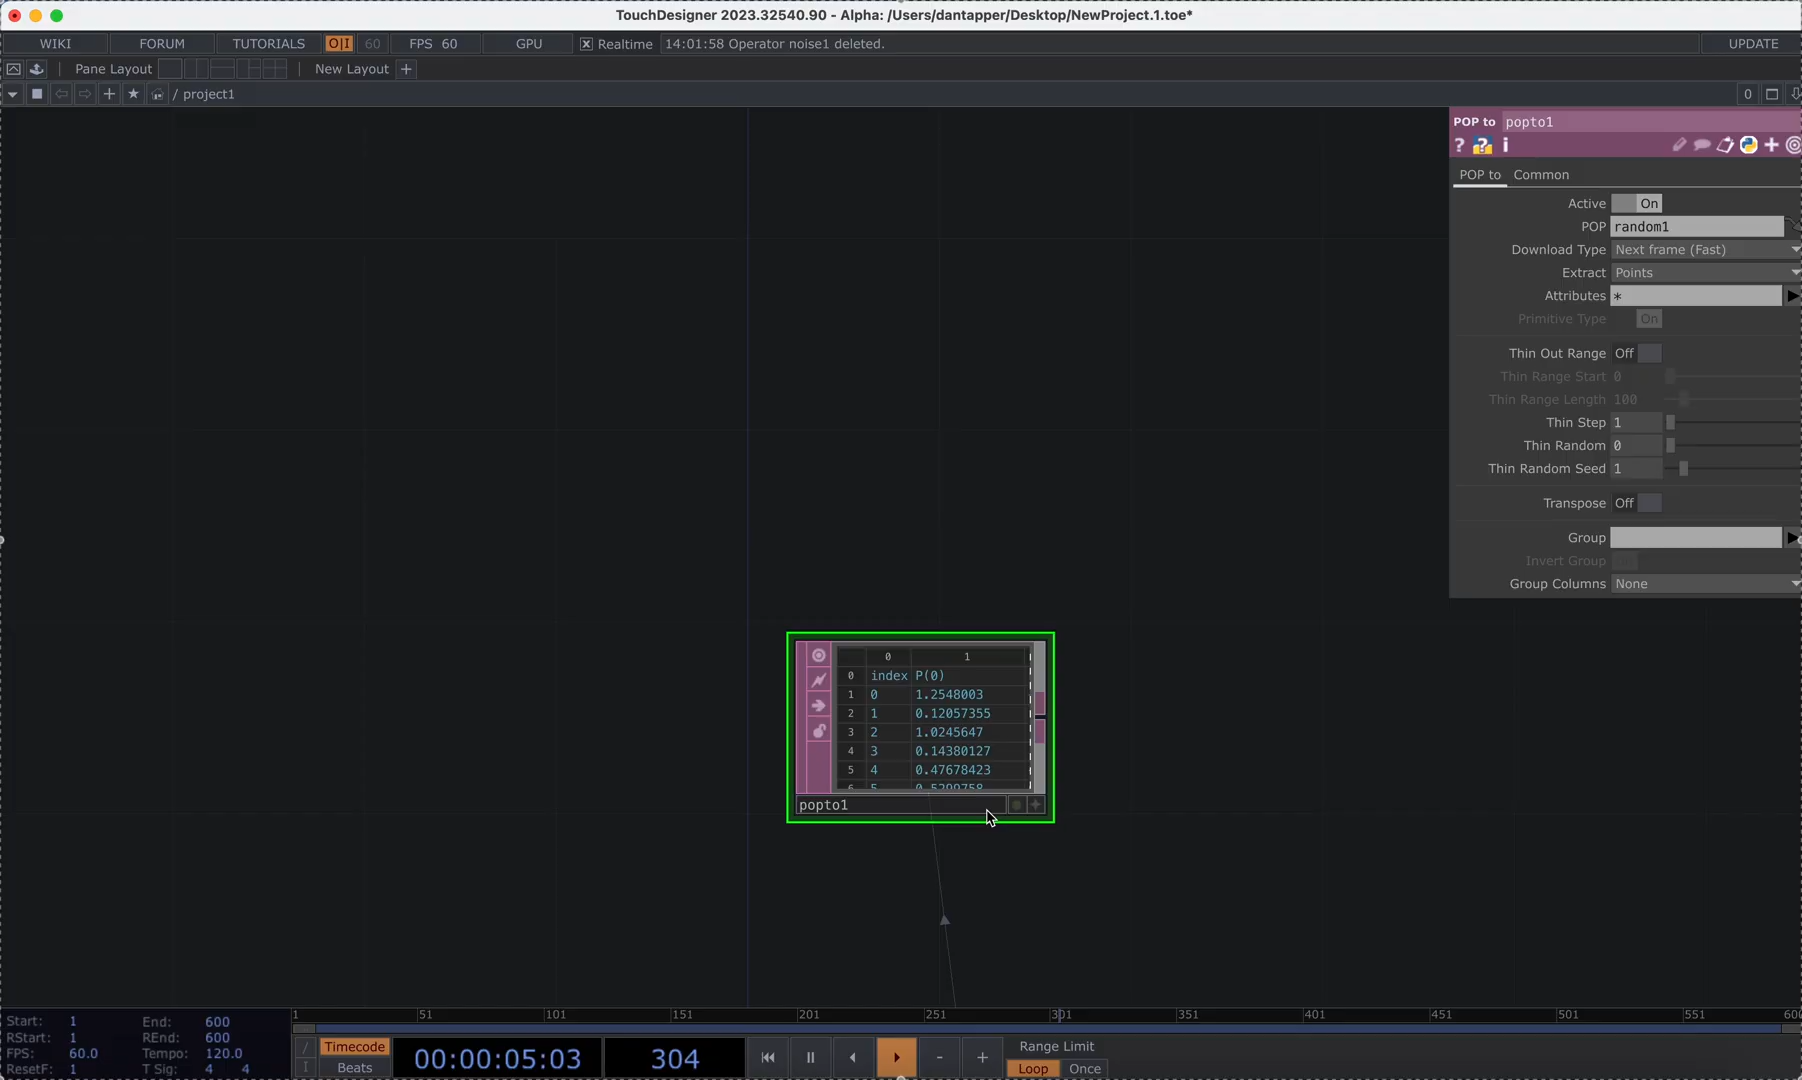 TouchDesigner 2023.32540.90 - Alpha: /Users/dantapper/Desktop/NewProject.1.toe*
WIKI FORUM TUTORIALS O|I 60 FPS 60 GPU X Realtime 14:01:58 Operator noise1 deleted. UPDATE
Pane Layout New Layout +
/ project1 0
POP to popto1
? ? i
POP to Common
Active On
POP random1
Download Type Next frame (Fast)
Extract Points
Attributes *
Primitive Type On
Thin Out Range Off
Thin Range Start 0
Thin Range Length 100
Thin Step 1
Thin Random 0
Thin Random Seed 1
Transpose Off
Group
Invert Group
Group Columns None
0 1
0 index P(0)
1 0 1.2548003
2 1 0.12057355
3 2 1.0245647
4 3 0.14380127
5 4 0.47678423
6 5 0.5299758
popto1
1 51 101 151 201 251 301 351 401 451 501 551 600
Start: 1 End: 600
RStart: 1 REnd: 600
FPS: 60.0 Tempo: 120.0
ResetF: 1 T Sig: 4 4
Timecode
Beats
00:00:05:03 304
- +
Range Limit
Loop Once